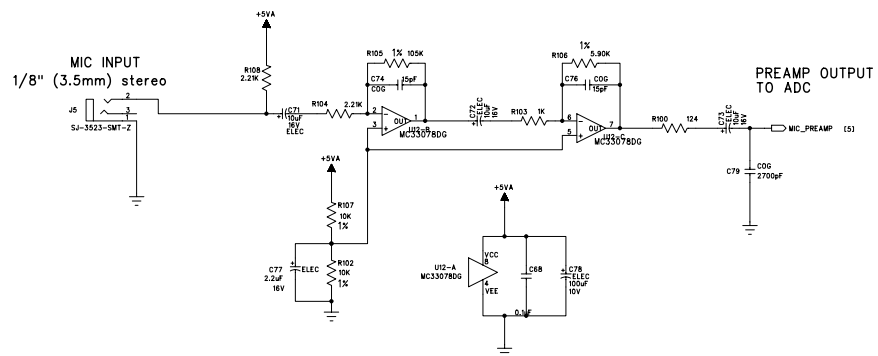 MIC INPUT
1/8" (3.5mm) stereo
J5
2
3
1
SJ-3523-SMT-Z
+5VA
R108
2.21K
C71
10uF
16V
ELEC
R104
2.21K
R105
1%
105K
C74
COG
15pF
2
3
1
OUT
U12-B
MC33078DG
C72
ELEC
10uF
16V
R103
1K
R106
1%
5.90K
C76
COG
15pF
6
5
7
OUT
U12-C
MC33078DG
R100
124
C73
ELEC
10uF
16V
PREAMP OUTPUT
TO ADC
MIC_PREAMP
[5]
C79
COG
2700pF
+5VA
R107
10K
1%
C77
2.2uF
16V
ELEC
R102
10K
1%
+5VA
U12-A
MC33078DG
VCC
8
4
VEE
C68
0.1uF
C78
ELEC
100uF
10V